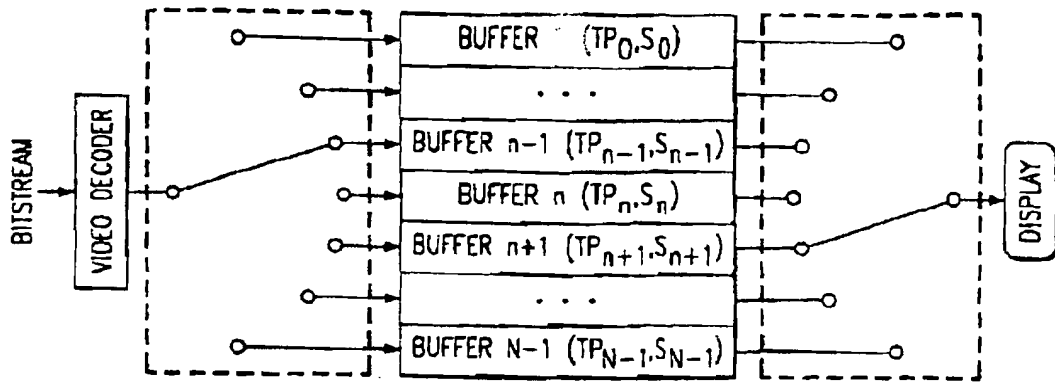 BITSTREAM
VIDEO DECODER
BUFFER (TP0,S0)
. . .
BUFFER n-1 (TPn-1,Sn-1)
BUFFER n (TPn,Sn)
BUFFER n+1 (TPn+1,Sn+1)
. . .
BUFFER N-1 (TPN-1,SN-1)
DISPLAY